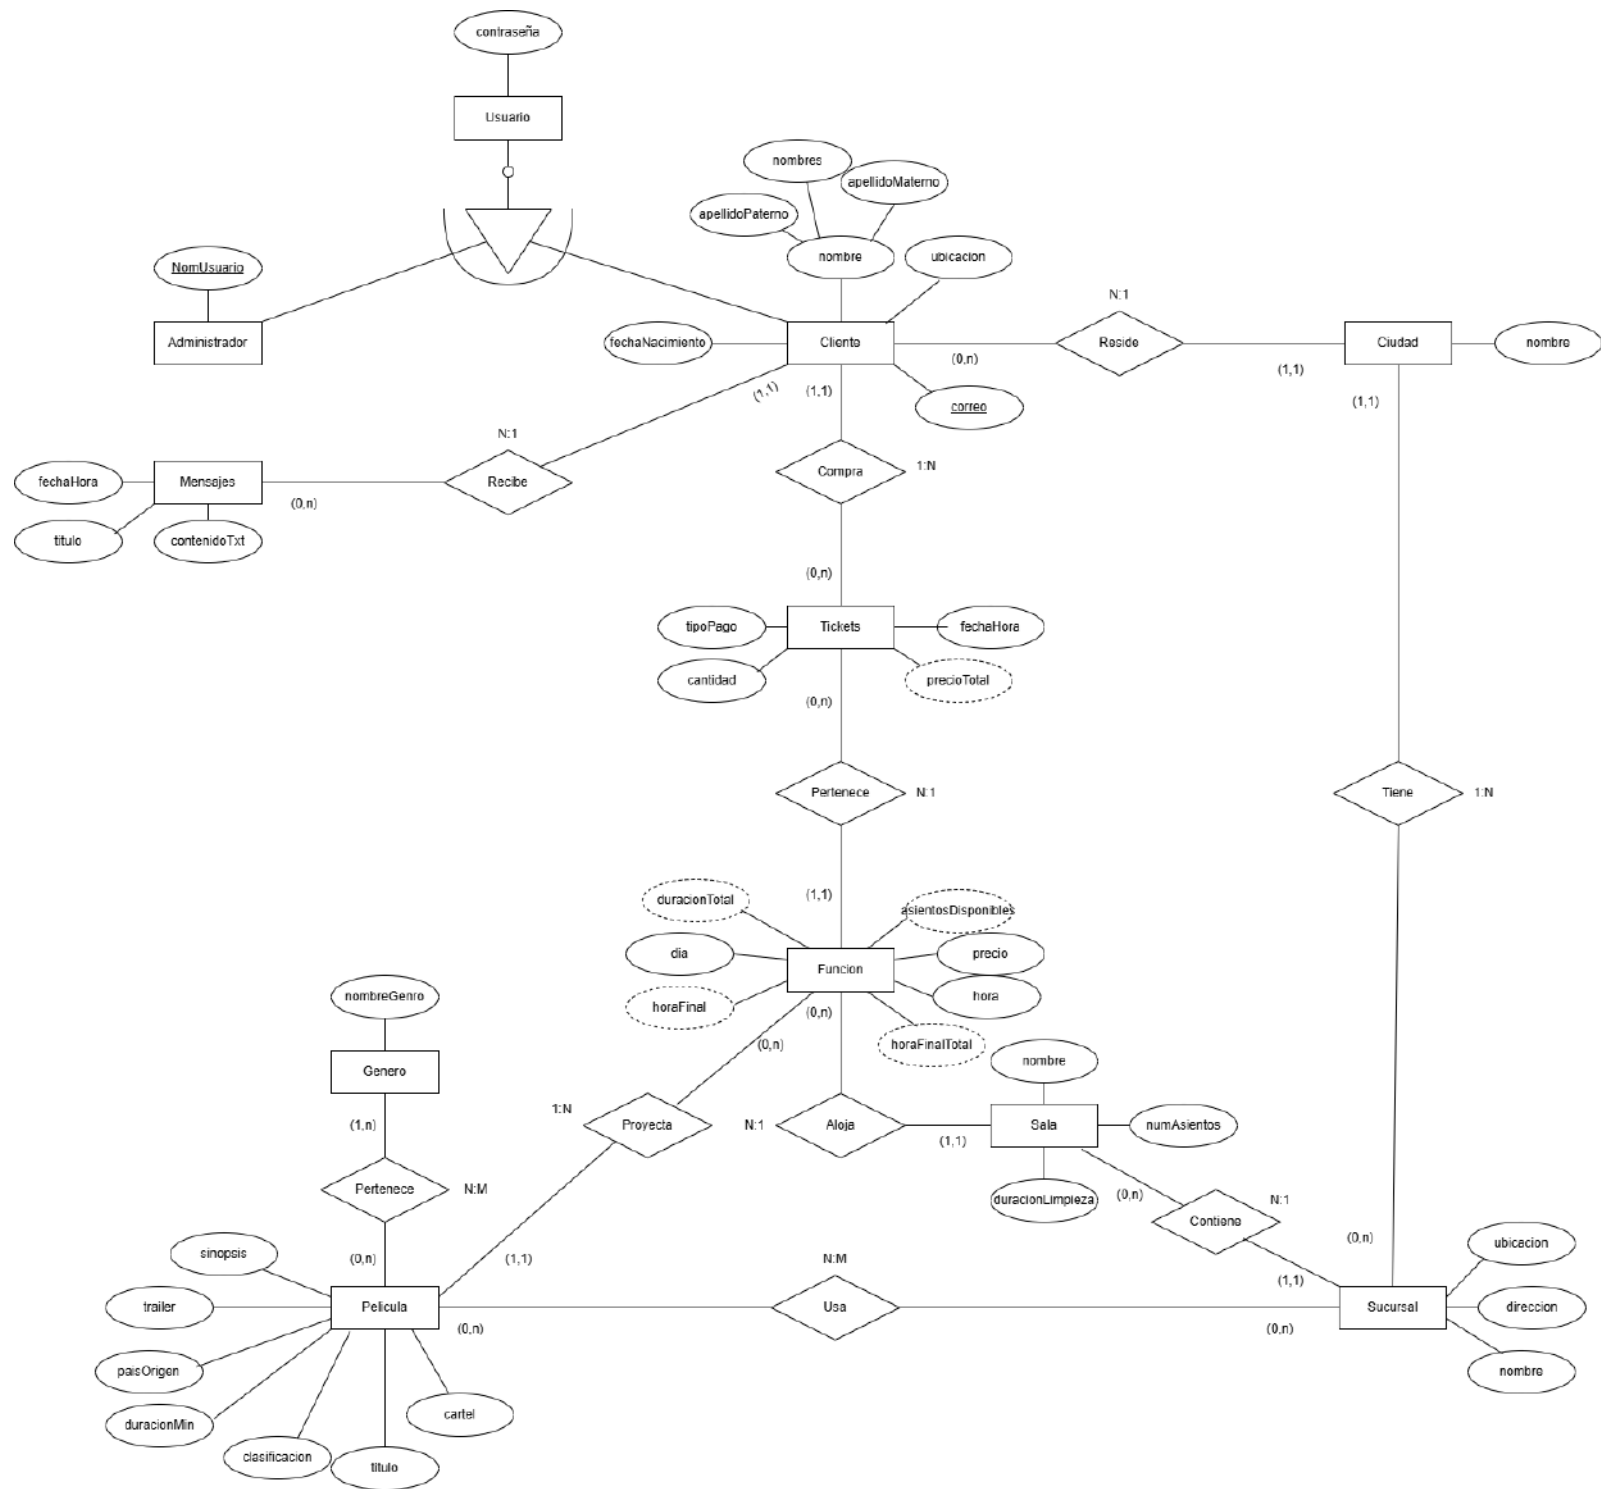 contraseña
Usuario
nombres
apellidoMaterno
apellidoPaterno
nombre
ubicacion
NomUsuario
N:1
Administrador
fechaNacimiento
Cliente
Reside
Ciudad
nombre
(0,n)
(1,1)
(1,1)
(1,1)
(1,1)
correo
N:1
Compra
1:N
fechaHora
Mensajes
Recibe
(0,n)
titulo
contenidoTxt
(0,n)
tipoPago
Tickets
fechaHora
cantidad
precioTotal
(0,n)
Pertenece
N:1
Tiene
1:N
(1,1)
duracionTotal
asientosDisponibles
dia
precio
Funcion
nombreGenro
horaFinal
hora
(0,n)
(0,n)
horaFinalTotal
nombre
Genero
1:N
(1,n)
Proyecta
N:1
Aloja
Sala
numAsientos
(1,1)
Pertenece
N:M
duracionLimpieza
(0,n)
N:1
Contiene
sinopsis
(0,n)
(1,1)
N:M
(0,n)
ubicacion
(1,1)
trailer
Pelicula
Usa
Sucursal
direccion
(0,n)
(0,n)
paisOrigen
nombre
duracionMin
cartel
clasificacion
titulo